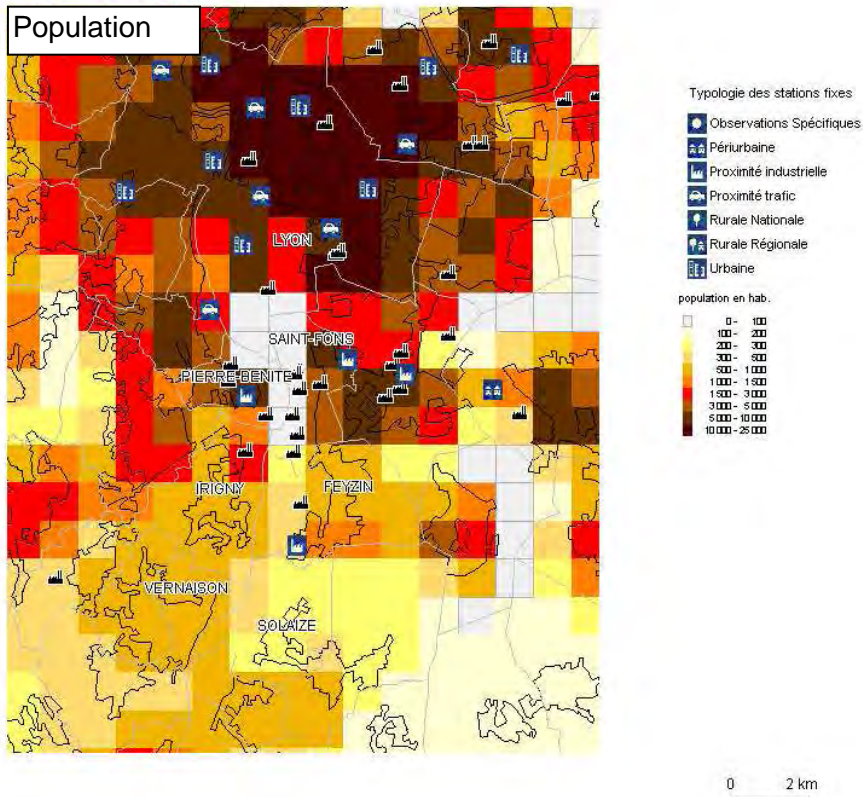 Population
LYON
SAINT-FONS
PIERRE-BENITE
IRIGNY
FEYZIN
VERNAISON
SOLAIZE
Typologie des stations fixes
Observations Spécifiques
Périurbaine
Proximité industrielle
Proximité trafic
Rurale Nationale
Rurale Régionale
Urbaine
population en hab.
0 - 100
100 - 200
200 - 300
300 - 500
500 - 1 000
1 000 - 1 500
1 500 - 3 000
3 000 - 5 000
5 000 - 10 000
10 000 - 25 000
0 2 km